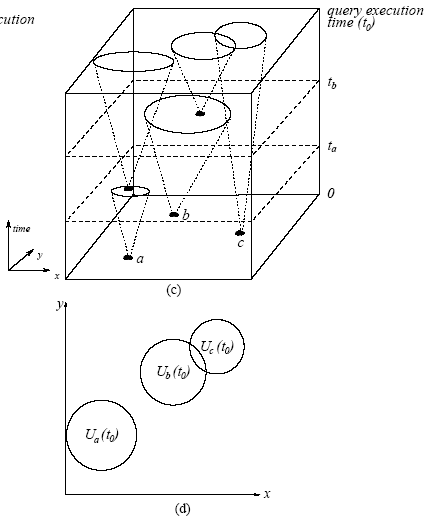 query execution
cution
time (t0)
tb
ta
0
time
b
c
y
a
x
(c)
y
Uc(t0)
Ub(t0)
Ua(t0)
x
(d)